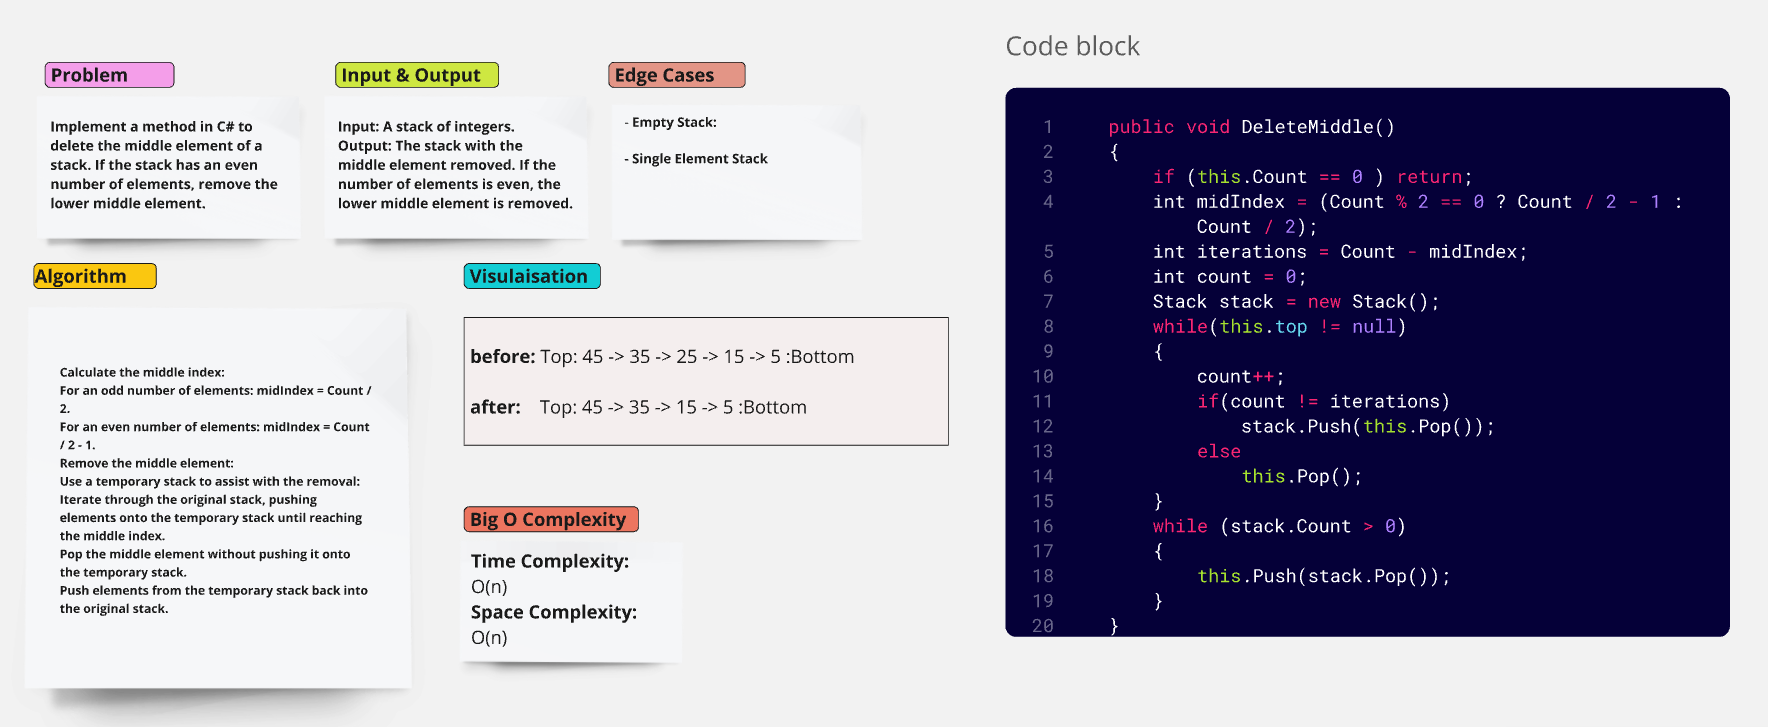 Problem
Implement a method in C# to
delete the middle element of a
stack. If the stack has an even
number of elements, remove the
lower middle element.
Input & Output
Input: A stack of integers.
Output: The stack with the
middle element removed. If the
number of elements is even, the
lower middle element is removed.
Edge Cases
- Empty Stack:
- Single Element Stack
Algorithm
Calculate the middle index:
For an odd number of elements: midIndex = Count /
2.
For an even number of elements: midIndex = Count
/ 2 - 1.
Remove the middle element:
Use a temporary stack to assist with the removal:
Iterate through the original stack, pushing
elements onto the temporary stack until reaching
the middle index.
Pop the middle element without pushing it onto
the temporary stack.
Push elements from the temporary stack back into
the original stack.
Visulaisation
before: Top: 45 -> 35 -> 25 -> 15 -> 5 :Bottom
after: Top: 45 -> 35 -> 15 -> 5 :Bottom
Big O Complexity
Time Complexity:
O(n)
Space Complexity:
O(n)
Code block
1 public void DeleteMiddle()
2 {
3 if (this.Count == 0 ) return;
4 int midIndex = (Count % 2 == 0 ? Count / 2 - 1 :
Count / 2);
5 int iterations = Count - midIndex;
6 int count = 0;
7 Stack stack = new Stack();
8 while(this.top != null)
9 {
10 count++;
11 if(count != iterations)
12 stack.Push(this.Pop());
13 else
14 this.Pop();
15 }
16 while (stack.Count > 0)
17 {
18 this.Push(stack.Pop());
19 }
20 }